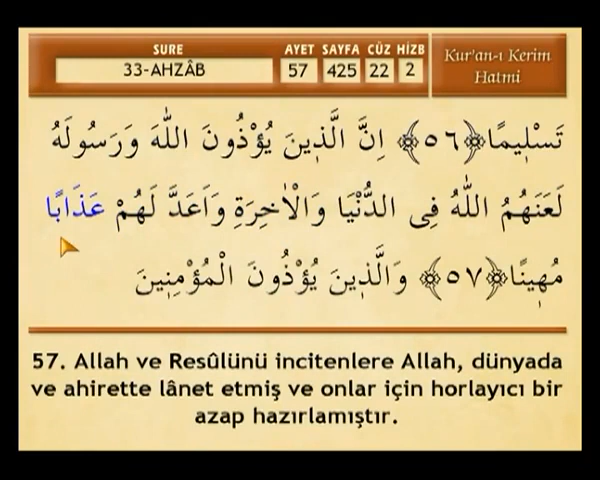 SURE AYET SAYFA CÜZ HİZB
33-AHZÂB 57 425 22 2
Kur'an-ı Kerim
Hatmi
تَسْل۪يمًا ﴿٥٦﴾ اِنَّ الَّذ۪ينَ يُؤْذُونَ اللّٰهَ وَرَسُولَهُ
لَعَنَهُمُ اللّٰهُ فِى الدُّنْيَا وَالْاٰخِرَةِ وَاَعَدَّ لَهُمْ عَذَابًا
مُه۪ينًا ﴿٥٧﴾ وَالَّذ۪ينَ يُؤْذُونَ الْمُؤْمِن۪ينَ
57. Allah ve Resûlünü incitenlere Allah, dünyada
ve ahirette lânet etmiş ve onlar için horlayıcı bir
azap hazırlamıştır.